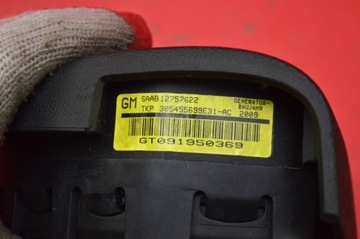 GM SAAB 12757622 GENERATOR-
BAUJAHR
TKP 305455699E31-AC 2009
GT091950369